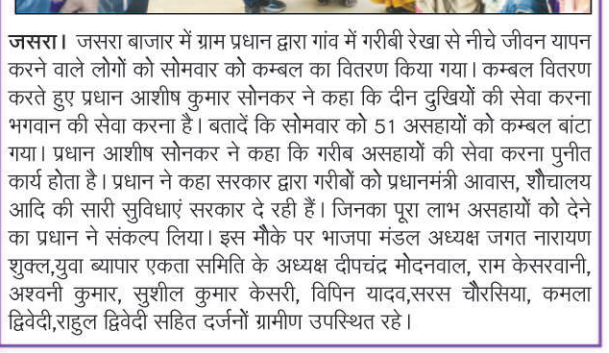 जसरा। जसरा बाजार में ग्राम प्रधान द्वारा गांव में गरीबी रेखा से नीचे जीवन यापन
करने वाले लोगों को सोमवार को कम्बल का वितरण किया गया। कम्बल वितरण
करते हुए प्रधान आशीष कुमार सोनकर ने कहा कि दीन दुखियों की सेवा करना
भगवान की सेवा करना है। बतादें कि सोमवार को 51 असहायों को कम्बल बांटा
गया। प्रधान आशीष सोनकर ने कहा कि गरीब असहायों की सेवा करना पुनीत
कार्य होता है। प्रधान ने कहा सरकार द्वारा गरीबों को प्रधानमंत्री आवास, शौचालय
आदि की सारी सुविधाएं सरकार दे रही हैं। जिनका पूरा लाभ असहायों को देने
का प्रधान ने संकल्प लिया। इस मौके पर भाजपा मंडल अध्यक्ष जगत नारायण
शुक्ल,युवा ब्यापार एकता समिति के अध्यक्ष दीपचंद्र मोदनवाल, राम केसरवानी,
अश्वनी कुमार, सुशील कुमार केसरी, विपिन यादव,सरस चौरसिया, कमला
द्विवेदी,राहुल द्विवेदी सहित दर्जनों ग्रामीण उपस्थित रहे।